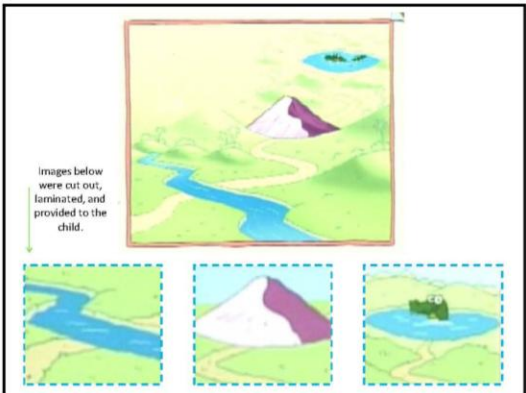 Images below
were cut out,
laminated, and
provided to the
child.